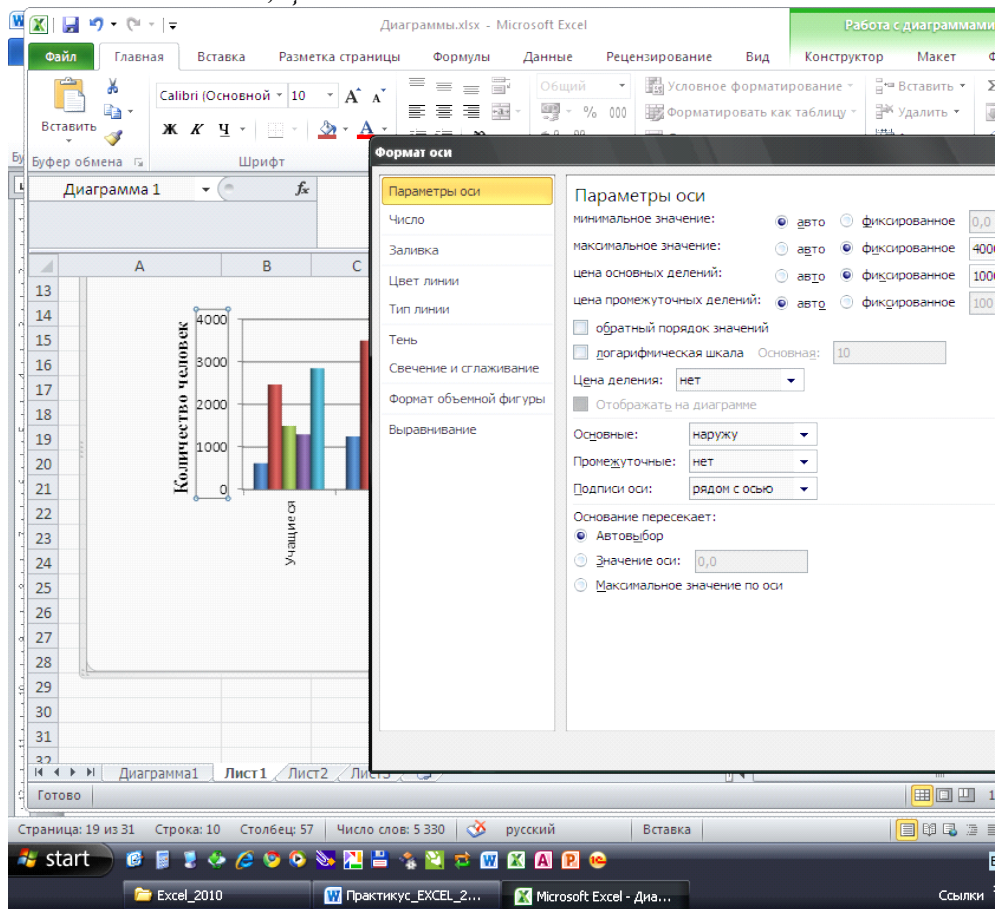 Диаграммы.xlsx - Microsoft Excel
Работа с диаграммами
Файл Главная Вставка Разметка страницы Формулы Данные Рецензирование Вид Конструктор Макет
Calibri (Основной 10 A A Общий Условное форматирование Вставить Σ
Вставить Ж К Ч A % 000 Форматировать как таблицу Удалить
Буфер обмена Шрифт
Диаграмма 1 fx
A B C
13
14
15
16
17
18
19
20
21
22
23
24
25
26
27
28
29
30
31
32
Количество человек
4000
3000
2000
1000
0
Учащиеся
Формат оси
Параметры оси
Число
Заливка
Цвет линии
Тип линии
Тень
Свечение и сглаживание
Формат объемной фигуры
Выравнивание
Параметры оси
минимальное значение: авто фиксированное 0,0
максимальное значение: авто фиксированное 4000
цена основных делений: авто фиксированное 1000
цена промежуточных делений: авто фиксированное 100
обратный порядок значений
логарифмическая шкала Основная: 10
Цена деления: нет
Отображать на диаграмме
Основные: наружу
Промежуточные: нет
Подписи оси: рядом с осью
Основание пересекает:
Автовыбор
Значение оси: 0,0
Максимальное значение по оси
Диаграмма1 Лист1 Лист2
Готово
Страница: 19 из 31 Строка: 10 Столбец: 57 Число слов: 5 330 русский Вставка
start
Excel_2010 Практикус_EXCEL_2... Microsoft Excel - Диа... Ссылки